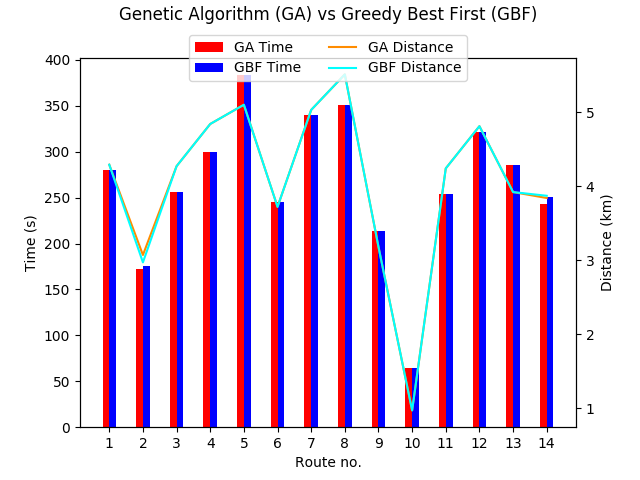 Genetic Algorithm (GA) vs Greedy Best First (GBF)
GA Time
GBF Time
GA Distance
GBF Distance
400
350
300
250
200
150
100
50
0
Time (s)
5
4
3
2
1
Distance (km)
1 2 3 4 5 6 7 8 9 10 11 12 13 14
Route no.